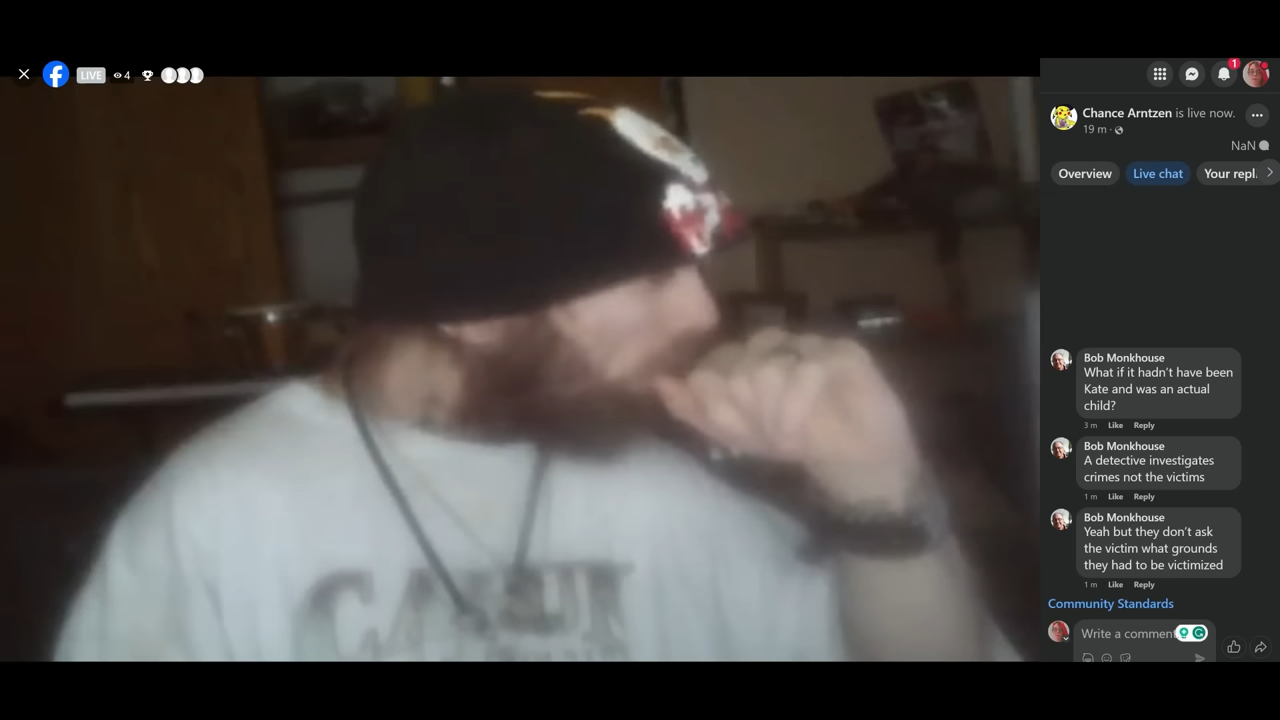 LIVE 4
1
Chance Arntzen is live now.
19 m
NaN
Overview Live chat Your repl.
Bob Monkhouse
What if it hadn't have been
Kate and was an actual
child?
3 m Like Reply
Bob Monkhouse
A detective investigates
crimes not the victims
1 m Like Reply
Bob Monkhouse
Yeah but they don't ask
the victim what grounds
they had to be victimized
1 m Like Reply
Community Standards
Write a comment